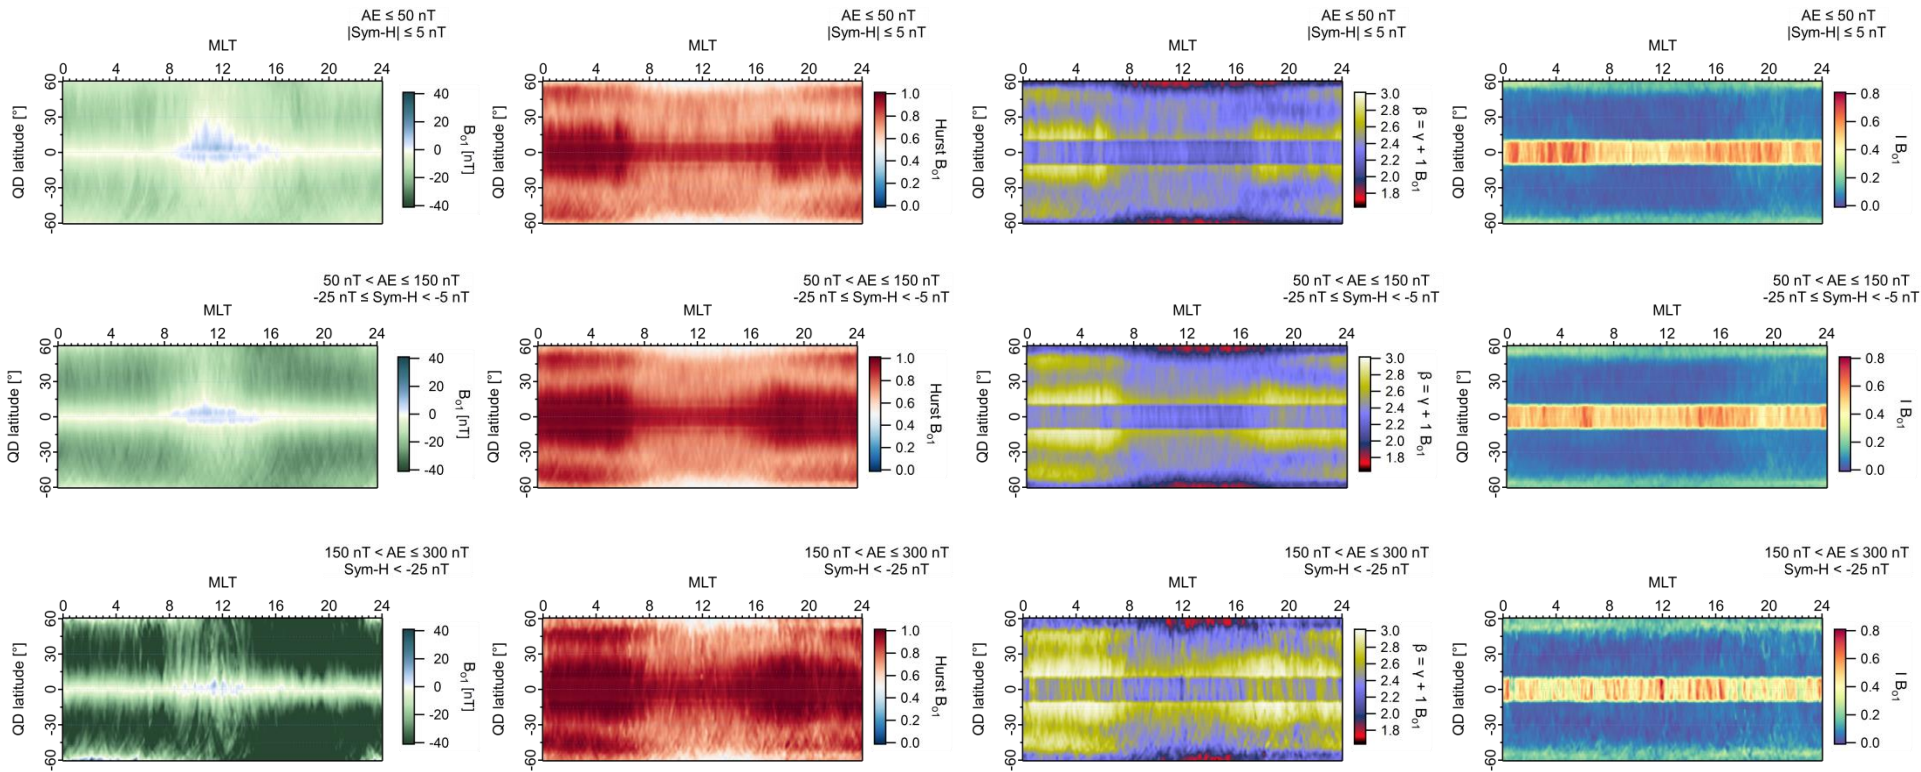 AE ≤ 50 nT
|Sym-H| ≤ 5 nT
MLT
0 4 8 12 16 20 24
QD latitude [°]
60
30
0
-30
-60
40
20
0
-20
-40
Bo1 [nT]
AE ≤ 50 nT
|Sym-H| ≤ 5 nT
MLT
0 4 8 12 16 20 24
QD latitude [°]
60
30
0
-30
-60
1.0
0.8
0.6
0.4
0.2
0.0
Hurst Bo1
AE ≤ 50 nT
|Sym-H| ≤ 5 nT
MLT
0 4 8 12 16 20 24
QD latitude [°]
60
30
0
-30
-60
3.0
2.8
2.6
2.4
2.2
2.0
1.8
β = γ + 1 Bo1
AE ≤ 50 nT
|Sym-H| ≤ 5 nT
MLT
0 4 8 12 16 20 24
QD latitude [°]
60
30
0
-30
-60
0.8
0.6
0.4
0.2
0.0
I Bo1
50 nT < AE ≤ 150 nT
-25 nT ≤ Sym-H < -5 nT
MLT
0 4 8 12 16 20 24
QD latitude [°]
60
30
0
-30
-60
40
20
0
-20
-40
Bo1 [nT]
50 nT < AE ≤ 150 nT
-25 nT ≤ Sym-H < -5 nT
MLT
0 4 8 12 16 20 24
QD latitude [°]
60
30
0
-30
-60
1.0
0.8
0.6
0.4
0.2
0.0
Hurst Bo1
50 nT < AE ≤ 150 nT
-25 nT ≤ Sym-H < -5 nT
MLT
0 4 8 12 16 20 24
QD latitude [°]
60
30
0
-30
-60
3.0
2.8
2.6
2.4
2.2
2.0
1.8
β = γ + 1 Bo1
50 nT < AE ≤ 150 nT
-25 nT ≤ Sym-H < -5 nT
MLT
0 4 8 12 16 20 24
QD latitude [°]
60
30
0
-30
-60
0.8
0.6
0.4
0.2
0.0
I Bo1
150 nT < AE ≤ 300 nT
Sym-H < -25 nT
MLT
0 4 8 12 16 20 24
QD latitude [°]
60
30
0
-30
-60
40
20
0
-20
-40
Bo1 [nT]
150 nT < AE ≤ 300 nT
Sym-H < -25 nT
MLT
0 4 8 12 16 20 24
QD latitude [°]
60
30
0
-30
-60
1.0
0.8
0.6
0.4
0.2
0.0
Hurst Bo1
150 nT < AE ≤ 300 nT
Sym-H < -25 nT
MLT
0 4 8 12 16 20 24
QD latitude [°]
60
30
0
-30
-60
3.0
2.8
2.6
2.4
2.2
2.0
1.8
β = γ + 1 Bo1
150 nT < AE ≤ 300 nT
Sym-H < -25 nT
MLT
0 4 8 12 16 20 24
QD latitude [°]
60
30
0
-30
-60
0.8
0.6
0.4
0.2
0.0
I Bo1